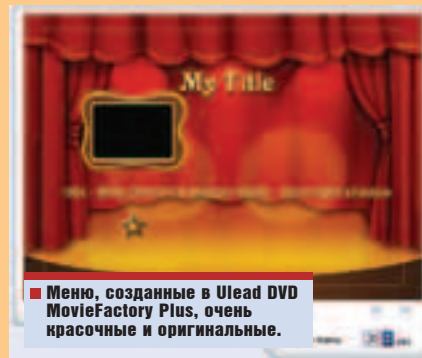 My Title
Меню, созданные в Ulead DVD
MovieFactory Plus, очень
красочные и оригинальные.